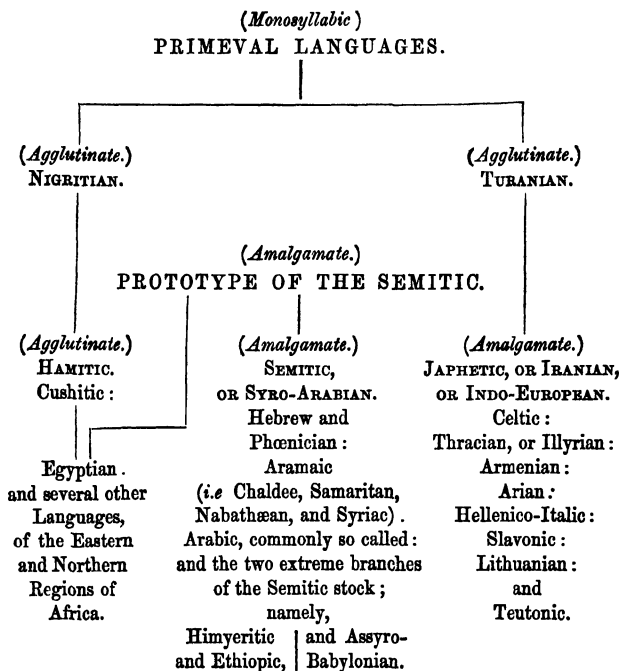 (Monosyllabic)
PRIMEVAL LANGUAGES.
(Agglutinate.)
NIGRITIAN.
(Agglutinate.)
TURANIAN.
(Amalgamate.)
PROTOTYPE OF THE SEMITIC.
(Agglutinate.)
HAMITIC.
Cushitic :
Egyptian.
and several other
Languages,
of the Eastern
and Northern
Regions of
Africa.
(Amalgamate.)
SEMITIC,
OR SYRO-ARABIAN.
Hebrew and
Phœnician :
Aramaic
(i.e Chaldee, Samaritan,
Nabathæan, and Syriac) .
Arabic, commonly so called :
and the two extreme branches
of the Semitic stock ;
namely,
Himyeritic
and Ethiopic,
and Assyro-
Babylonian.
(Amalgamate.)
JAPHETIC, OR IRANIAN,
OR INDO-EUROPEAN.
Celtic :
Thracian, or Illyrian :
Armenian :
Arian :
Hellenico-Italic :
Slavonic :
Lithuanian :
and
Teutonic.